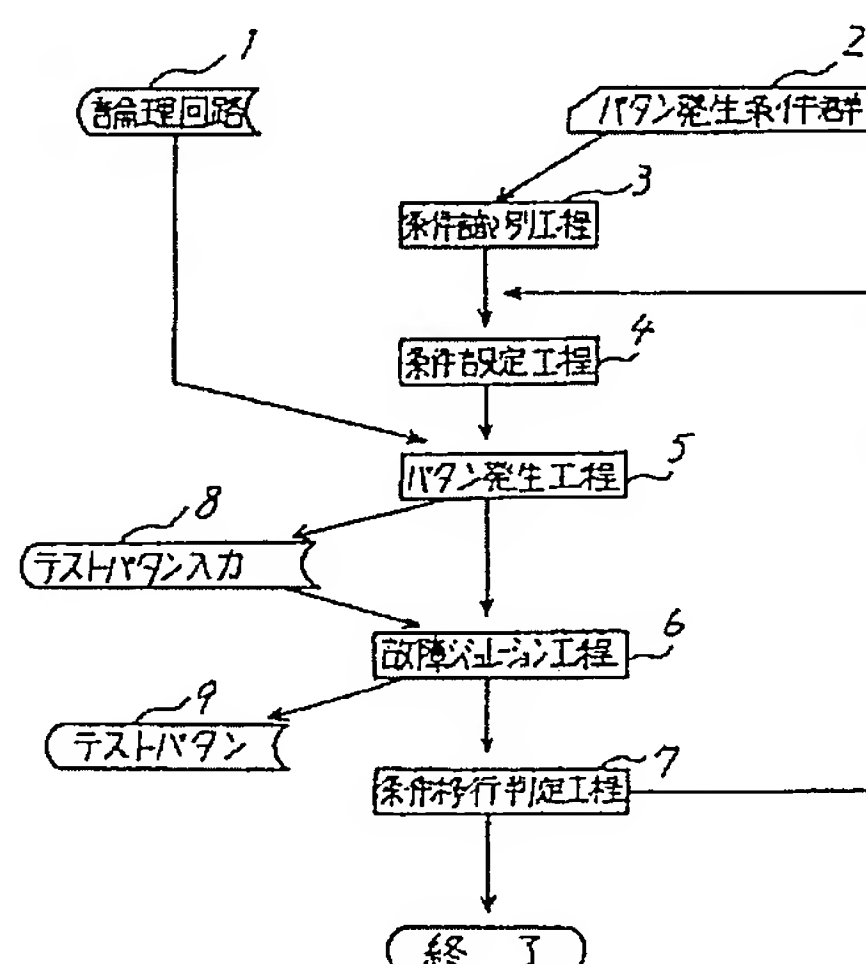 1
2
論理回路
パタン発生条件群
3
条件識別工程
4
条件設定工程
5
パタン発生工程
8
テストパタン入力
6
故障シミュレーション工程
9
テストパタン
7
条件移行判定工程
終 了